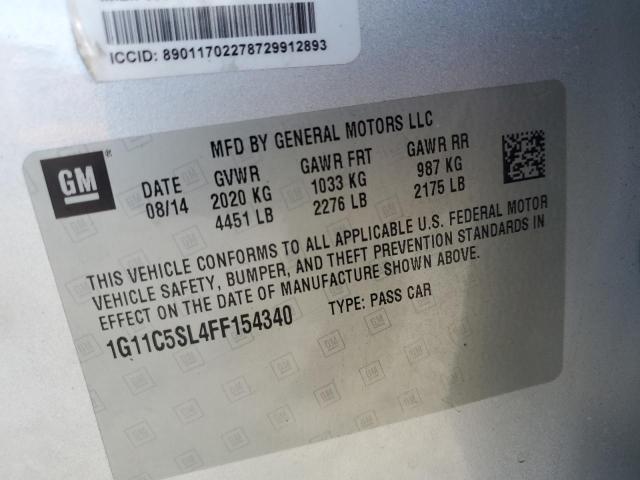 ICCID: 89011702278729912893
MFD BY GENERAL MOTORS LLC
GM
DATE GVWR GAWR FRT GAWR RR
08/14 2020 KG 1033 KG 987 KG
4451 LB 2276 LB 2175 LB
THIS VEHICLE CONFORMS TO ALL APPLICABLE U.S. FEDERAL MOTOR
VEHICLE SAFETY, BUMPER, AND THEFT PREVENTION STANDARDS IN
EFFECT ON THE DATE OF MANUFACTURE SHOWN ABOVE.
1G11C5SL4FF154340 TYPE: PASS CAR